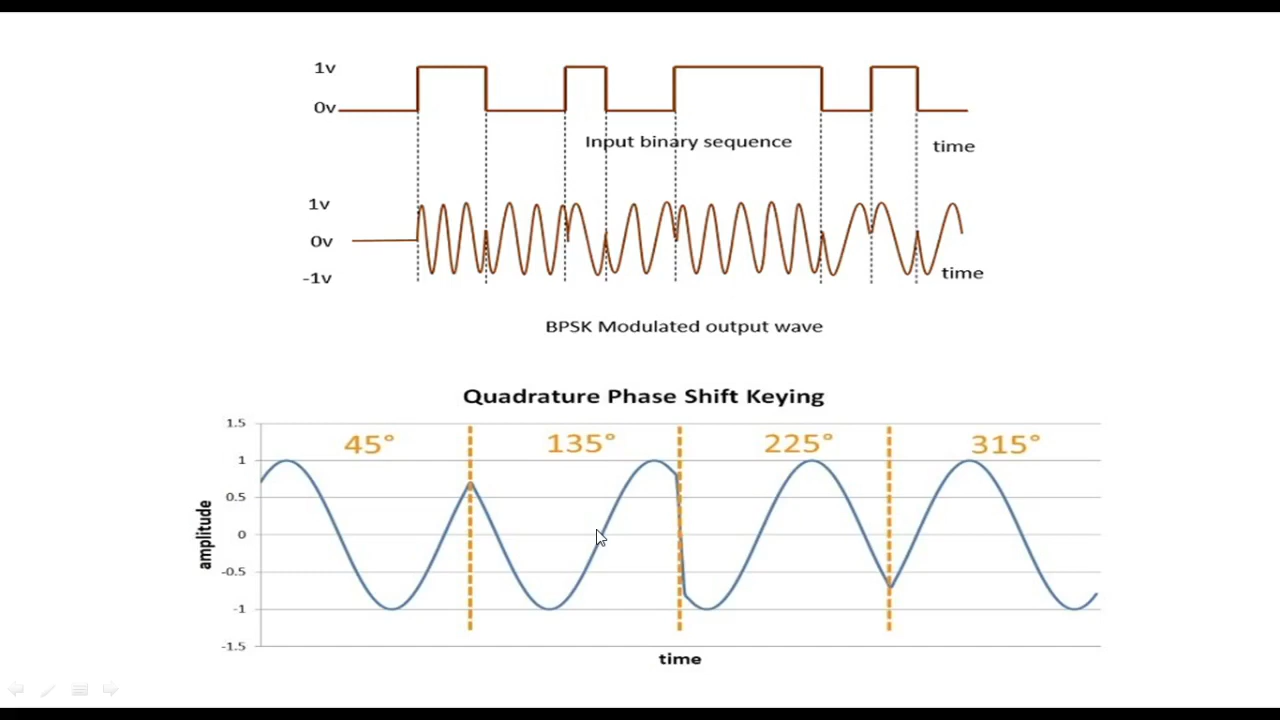 1v
0v
Input binary sequence
time
1v
0v
-1v
time
BPSK Modulated output wave
Quadrature Phase Shift Keying
1.5
1
0.5
0
-0.5
-1
-1.5
amplitude
45°
135°
225°
315°
time